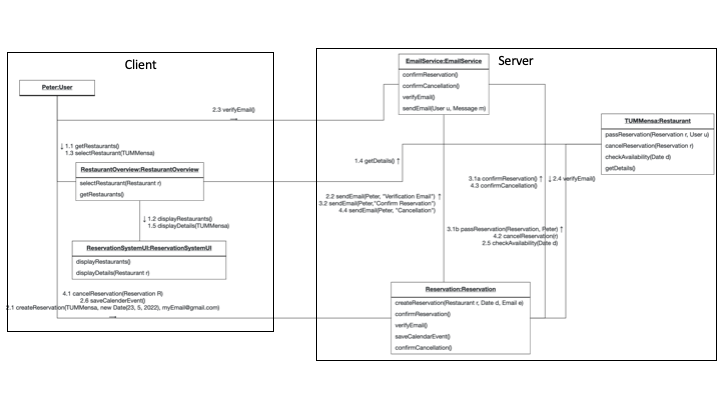 Client
Server
Peter:User
EmailService:EmailService
confirmReservation()
confirmCancellation()
verifyEmail()
sendEmail(User u, Message m)
2.3 verifyEmail()
→
TUMMensa:Restaurant
passReservation(Reservation r, User u)
cancelReservation(Reservation r)
checkAvailability(Date d)
getDetails()
↓ 1.1 getRestaurants()
1.3 selectRestaurant(TUMMensa)
1.4 getDetails() ↑
RestaurantOverview:RestaurantOverview
selectRestaurant(Restaurant r)
getRestaurants()
3.1a confirmReservation() ↑
4.3 confirmCancellation()
↓ 2.4 verifyEmail()
2.2 sendEmail(Peter, "Verification Email") ↑
3.2 sendEmail(Peter,"Confirm Reservation")
4.4 sendEmail(Peter, "Cancellation")
↓ 1.2 displayRestaurants()
1.5 displayDetails(TUMMensa)
3.1b passReservation(Reservation, Peter) ↑
4.2 cancelReservation(r)
2.5 checkAvailability(Date d)
ReservationSystemUI:ReservationSystemUI
displayRestaurants()
displayDetails(Restaurant r)
4.1 cancelReservation(Reservation R)
2.6 saveCalenderEvent()
2.1 createReservation(TUMMensa, new Date(23, 5, 2022), myEmail@gmail.com)
→
Reservation:Reservation
createReservation(Restaurant r, Date d, Email e)
confirmReservation()
verifyEmail()
saveCalendarEvent()
confirmCancellation()